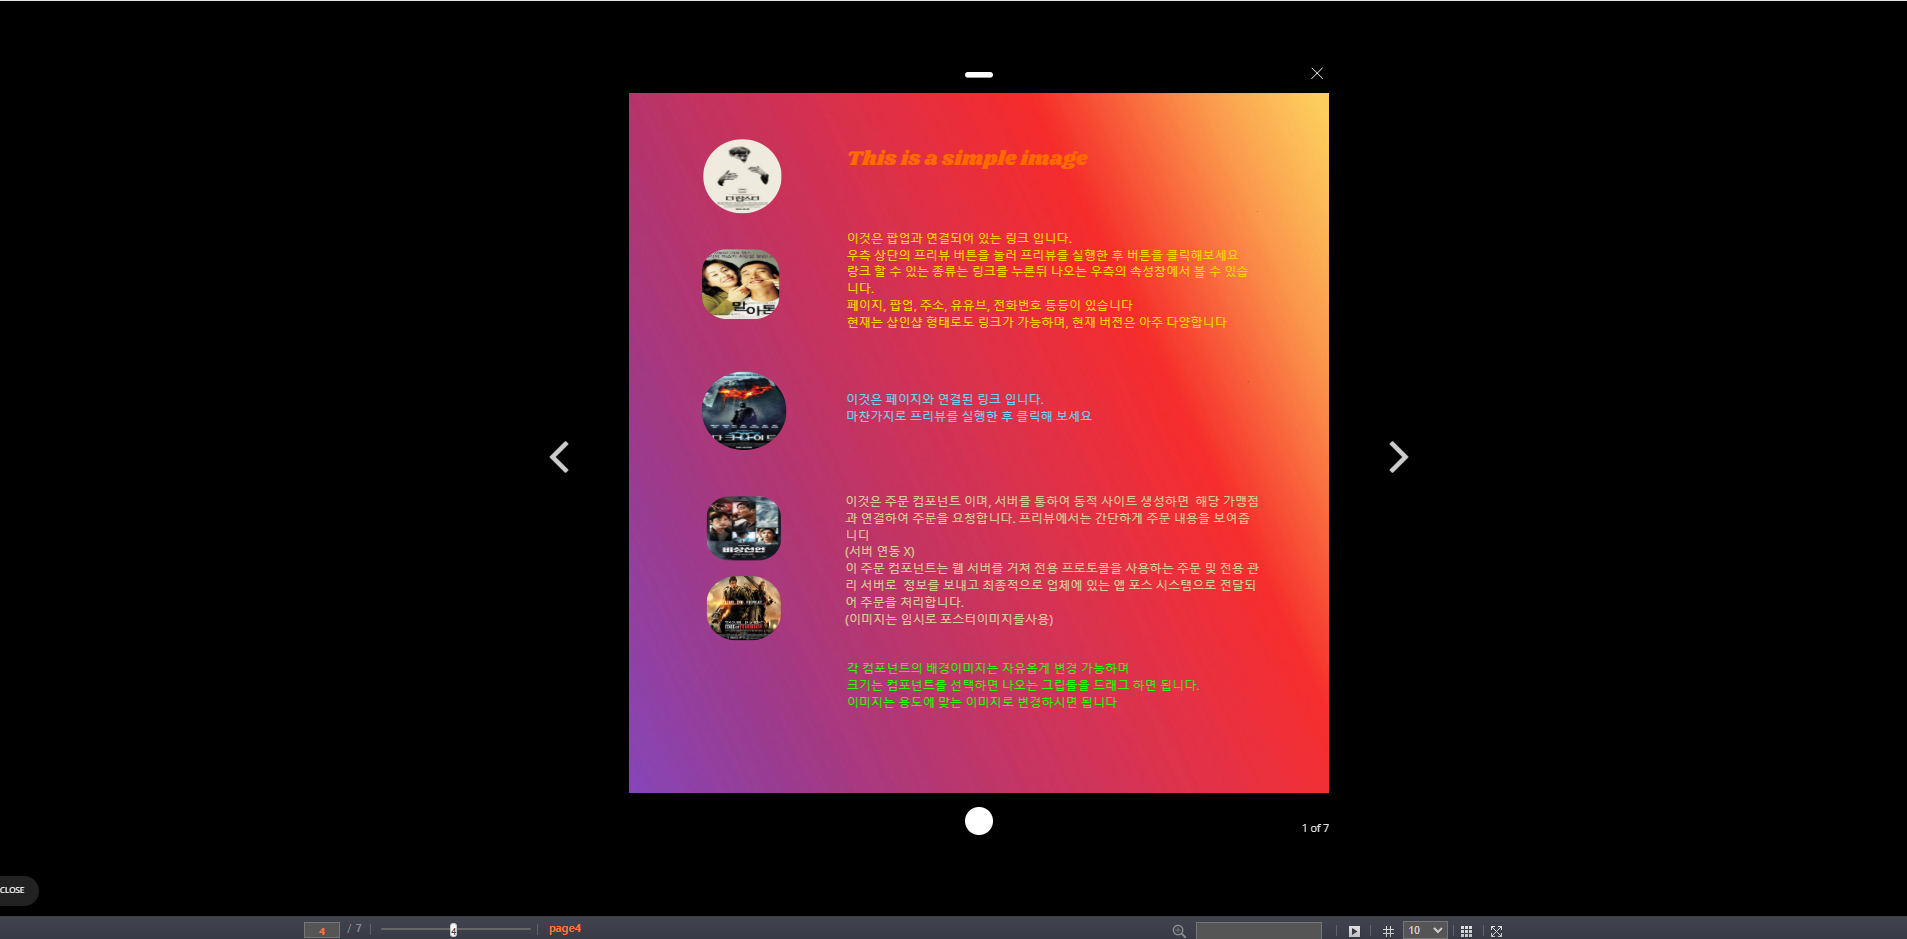 This is a simple image
더 랍스터
이것은 팝업과 연결되어 있는 링크 입니다.
우측 상단의 프리뷰 버튼을 눌러 프리뷰를 실행한 후 버튼을 클릭해보세요
랑크 할 수 있는 종류는 링크를 누른뒤 나오는 우측의 속성창에서 볼 수 있습
니다.
페이지, 팝업, 주소, 유유브, 전화번호 등등이 있습니다
현재는 삽인샵 형태로도 링크가 가능하며, 현재 버젼은 아주 다양합니다
말아톤
이것은 페이지와 연결된 링크 입니다.
마찬가지로 프리뷰를 실행한 후 클릭해 보세요
다크나이트
이것은 주문 컴포넌트 이며, 서버를 통하여 동적 사이트 생성하면 해당 가맹점
과 연결하여 주문을 요청합니다. 프리뷰에서는 간단하게 주문 내용을 보여줍
니디
(서버 연동 X)
비상선언
이 주문 컴포넌트는 웹 서버를 거쳐 전용 프로토콜을 사용하는 주문 및 전용 관
리 서버로 정보를 보내고 최종적으로 업체에 있는 앱 포스 시스탬으로 전달되
어 주문을 처리합니다.
(이미지는 임시로 포스터이미지를사용)
각 컴포넌트의 배경이미지는 자유롭게 변경 가능하며
크기는 컴포넌트를 선택하면 나오는 그립툴을 드래그 하면 됩니다.
이미지는 용도에 맞는 이미지로 변경하시면 됩니다
1 of 7
CLOSE
4 / 7 4 page4 10